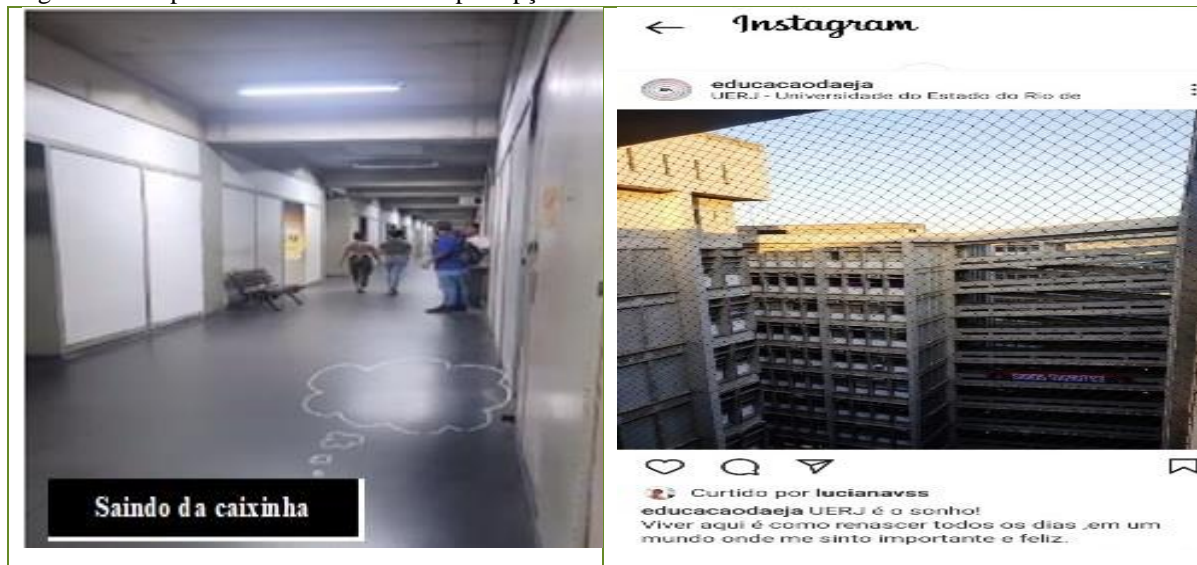 Saindo da caixinha
Instagram
educacaodaeja
UERJ - Universidade do Estado do Rio de
Curtido por lucianavss
educacaodaeja UERJ é o sonho!
Viver aqui é como renascer todos os dias ,em um
mundo onde me sinto importante e feliz.